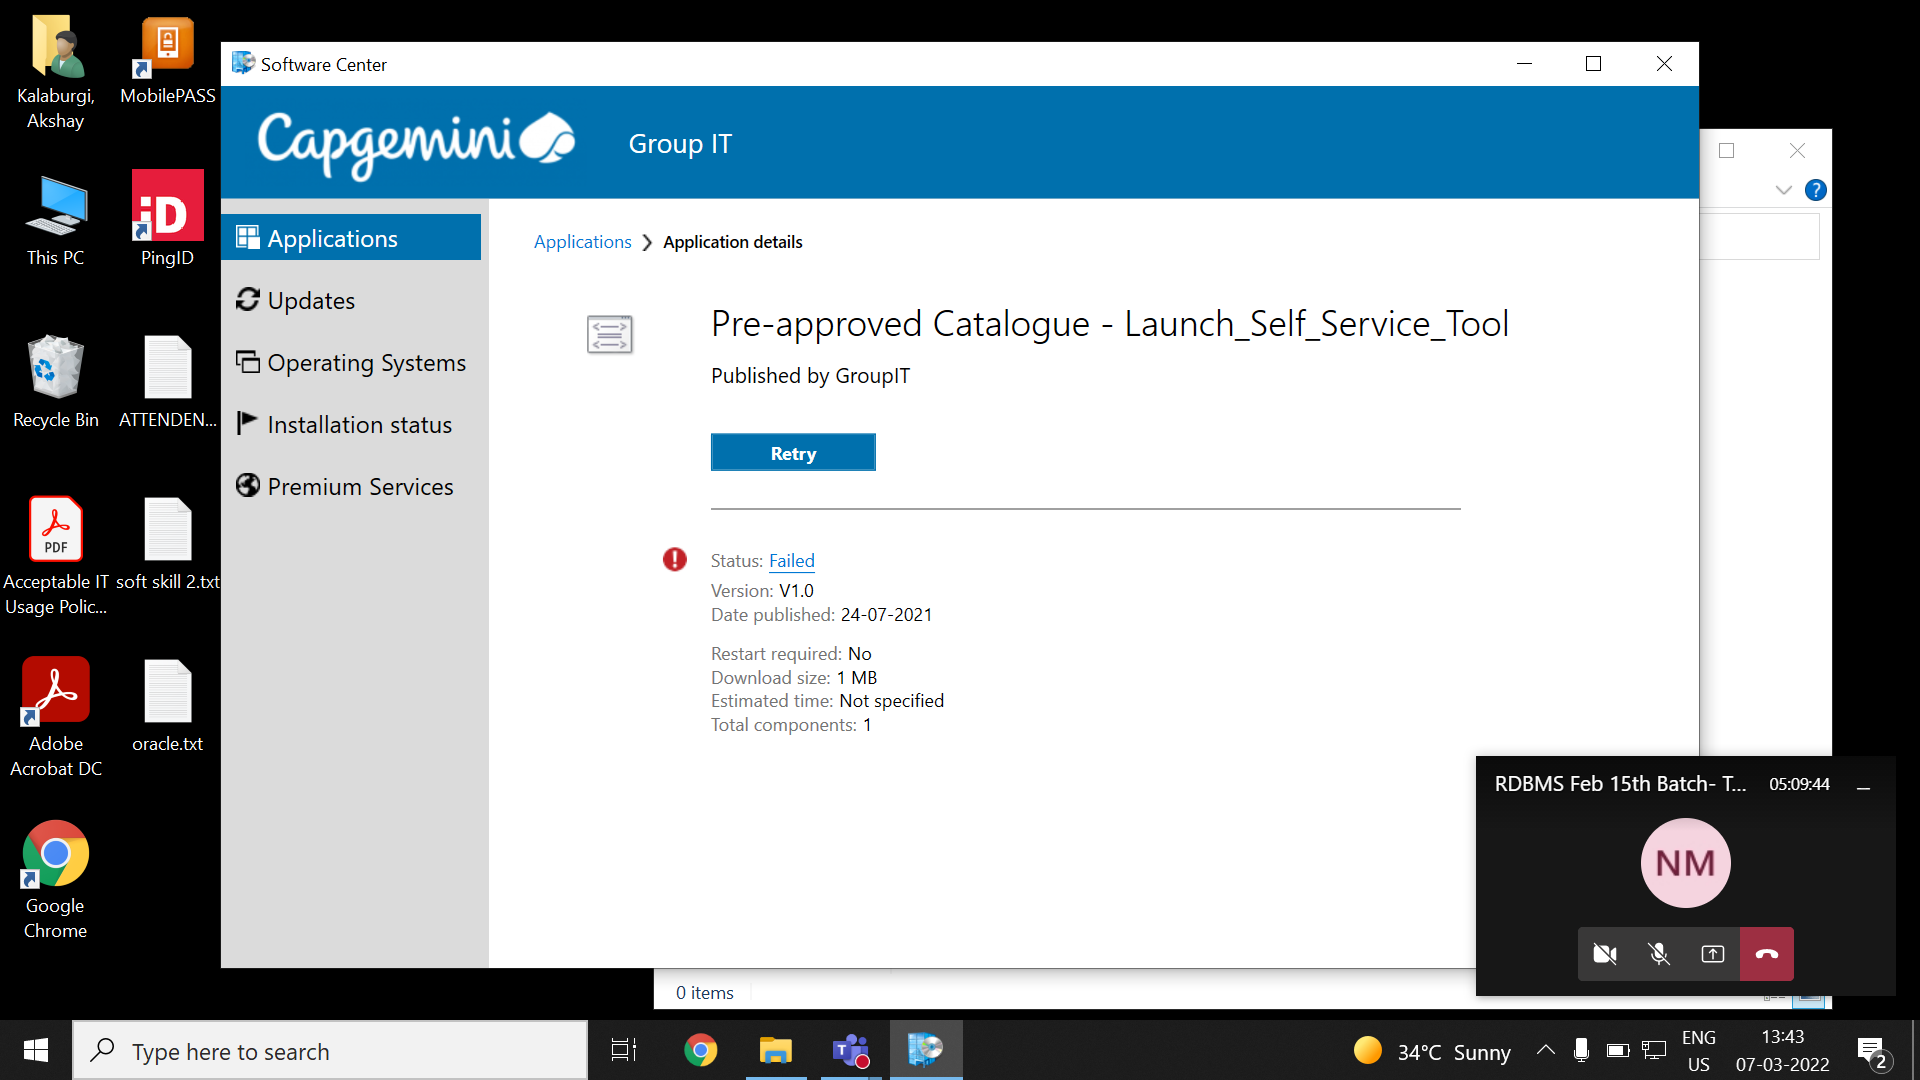 Kalaburgi,
Akshay
MobilePASS
This PC
iD
PingID
Recycle Bin
ATTENDEN...
PDF
Acceptable IT
Usage Polic...
soft skill 2.txt
Adobe
Acrobat DC
oracle.txt
Google
Chrome
Software Center
Capgemini
Group IT
Applications
Updates
Operating Systems
Installation status
Premium Services
Applications
Application details
Pre-approved Catalogue - Launch_Self_Service_Tool
Published by GroupIT
Retry
Status: Failed
Version: V1.0
Date published: 24-07-2021
Restart required: No
Download size: 1 MB
Estimated time: Not specified
Total components: 1
?
RDBMS Feb 15th Batch- T...
05:09:44
NM
0 items
Type here to search
T
34°C Sunny
ENG
US
13:43
07-03-2022
2